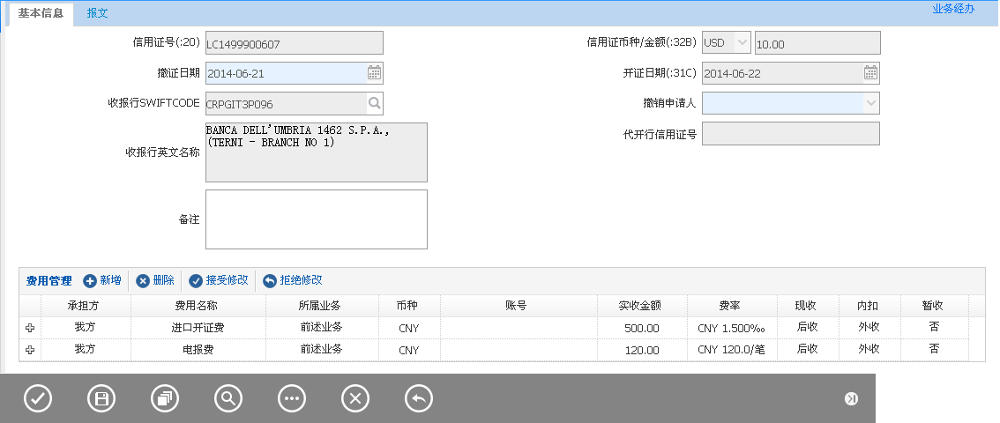 基本信息 报文 业务经办
信用证号(:20) LC1499900607 信用证币种/金额(:32B) USD 10.00
撤证日期 2014-06-21 开证日期(:31C) 2014-06-22
收报行SWIFTCODE CRPGIT3P096 撤销申请人
收报行英文名称 BANCA DELL'UMBRIA 1462 S.P.A.,
(TERNI - BRANCH NO 1)
代开行信用证号
备注
费用管理 新增 删除 接受修改 拒绝修改
承担方 费用名称 所属业务 币种 账号 实收金额 费率 现收 内扣 暂收
我方 进口开证费 前述业务 CNY 500.00 CNY 1.500‰ 后收 外收 否
我方 电报费 前述业务 CNY 120.00 CNY 120.0/笔 后收 外收 否